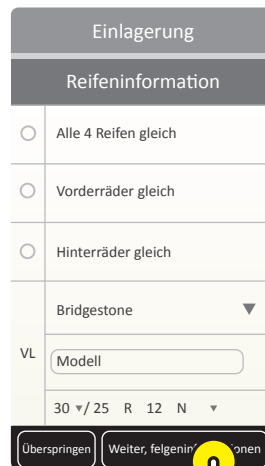 Einlagerung
Reifeninformation
Alle 4 Reifen gleich
Vorderräder gleich
Hinterräder gleich
Bridgestone
VL
Modell
30 / 25 R 12 N
Überspringen
Weiter,